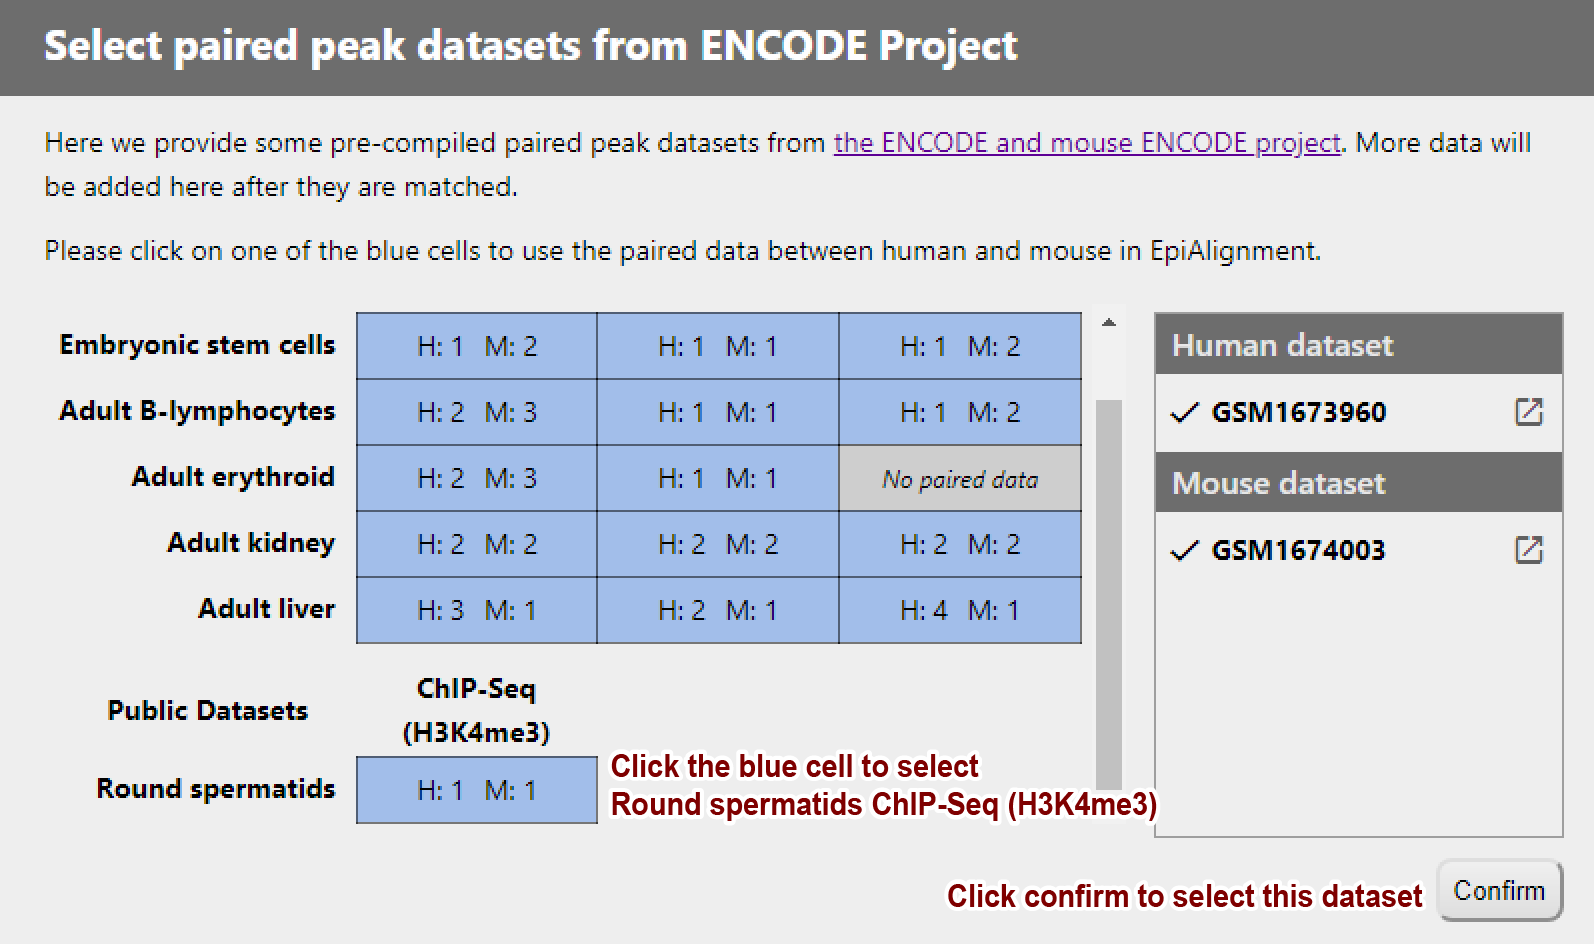 Select paired peak datasets from ENCODE Project
Here we provide some pre-compiled paired peak datasets from the ENCODE and mouse ENCODE project. More data will
be added here after they are matched.
Please click on one of the blue cells to use the paired data between human and mouse in EpiAlignment.
Embryonic stem cells H: 1 M: 2 H: 1 M: 1 H: 1 M: 2
Adult B-lymphocytes H: 2 M: 3 H: 1 M: 1 H: 1 M: 2
Adult erythroid H: 2 M: 3 H: 1 M: 1 No paired data
Adult kidney H: 2 M: 2 H: 2 M: 2 H: 2 M: 2
Adult liver H: 3 M: 1 H: 2 M: 1 H: 4 M: 1
Public Datasets
ChIP-Seq
(H3K4me3)
Round spermatids H: 1 M: 1
Click the blue cell to select
Round spermatids ChIP-Seq (H3K4me3)
Human dataset
GSM1673960
Mouse dataset
GSM1674003
Click confirm to select this dataset
Confirm